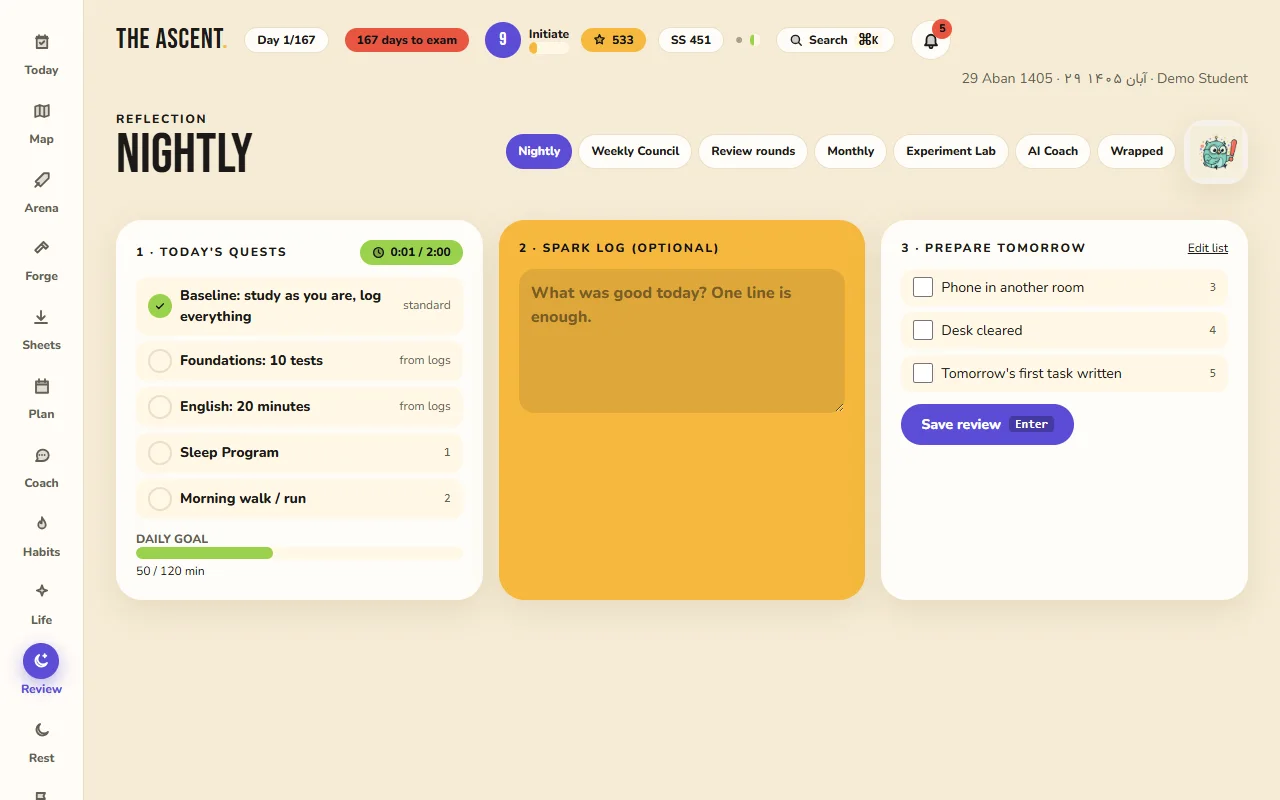 THE ASCENT.
Day 1/167
167 days to exam
9
Initiate
533
SS 451
Search ⌘K
5
29 Aban 1405 · ۲۹ آبان ۱۴۰۵ · Demo Student
Today
Map
Arena
Forge
Sheets
Plan
Coach
Habits
Life
Review
Rest
REFLECTION
NIGHTLY
Nightly
Weekly Council
Review rounds
Monthly
Experiment Lab
AI Coach
Wrapped
1 · TODAY'S QUESTS
0:01 / 2:00
Baseline: study as you are, log
everything
standard
Foundations: 10 tests
from logs
English: 20 minutes
from logs
Sleep Program
1
Morning walk / run
2
DAILY GOAL
50 / 120 min
2 · SPARK LOG (OPTIONAL)
What was good today? One line is
enough.
3 · PREPARE TOMORROW
Edit list
Phone in another room
3
Desk cleared
4
Tomorrow's first task written
5
Save review Enter